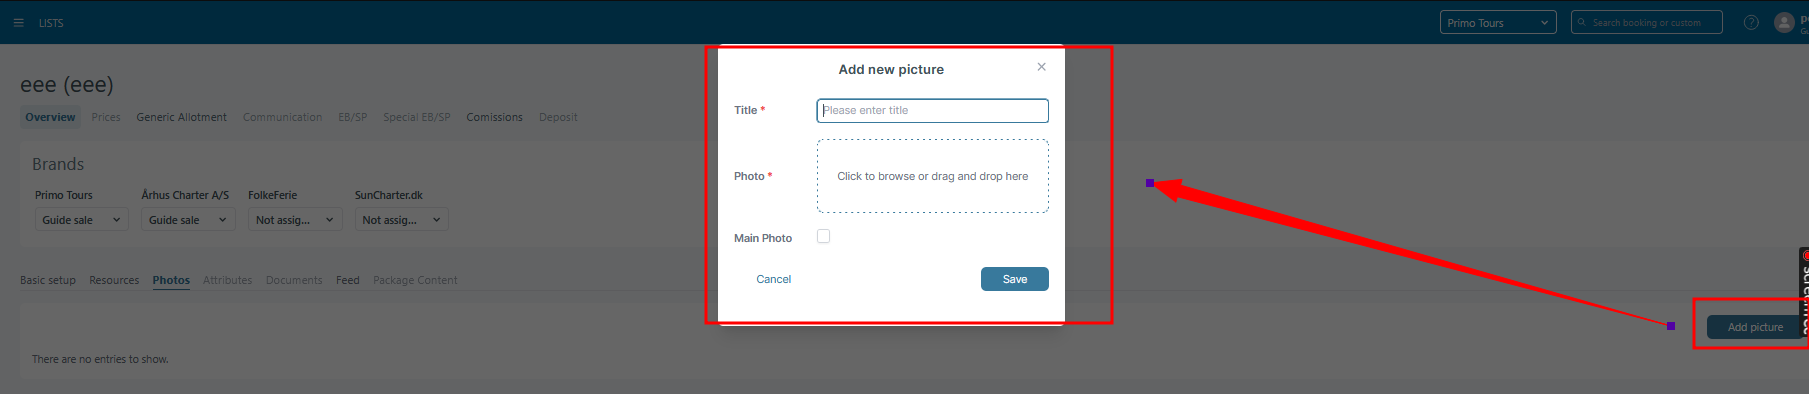 LISTS
Primo Tours
Search booking or custom
eee (eee)
Overview Prices Generic Allotment Communication EB/SP Special EB/SP Comissions Deposit
Brands
Primo Tours Århus Charter A/S FolkeFerie SunCharter.dk
Guide sale Guide sale Not assig... Not assig...
Basic setup Resources Photos Attributes Documents Feed Package Content
Add picture
There are no entries to show.
Add new picture
Title *
Please enter title
Photo *
Click to browse or drag and drop here
Main Photo
Cancel
Save